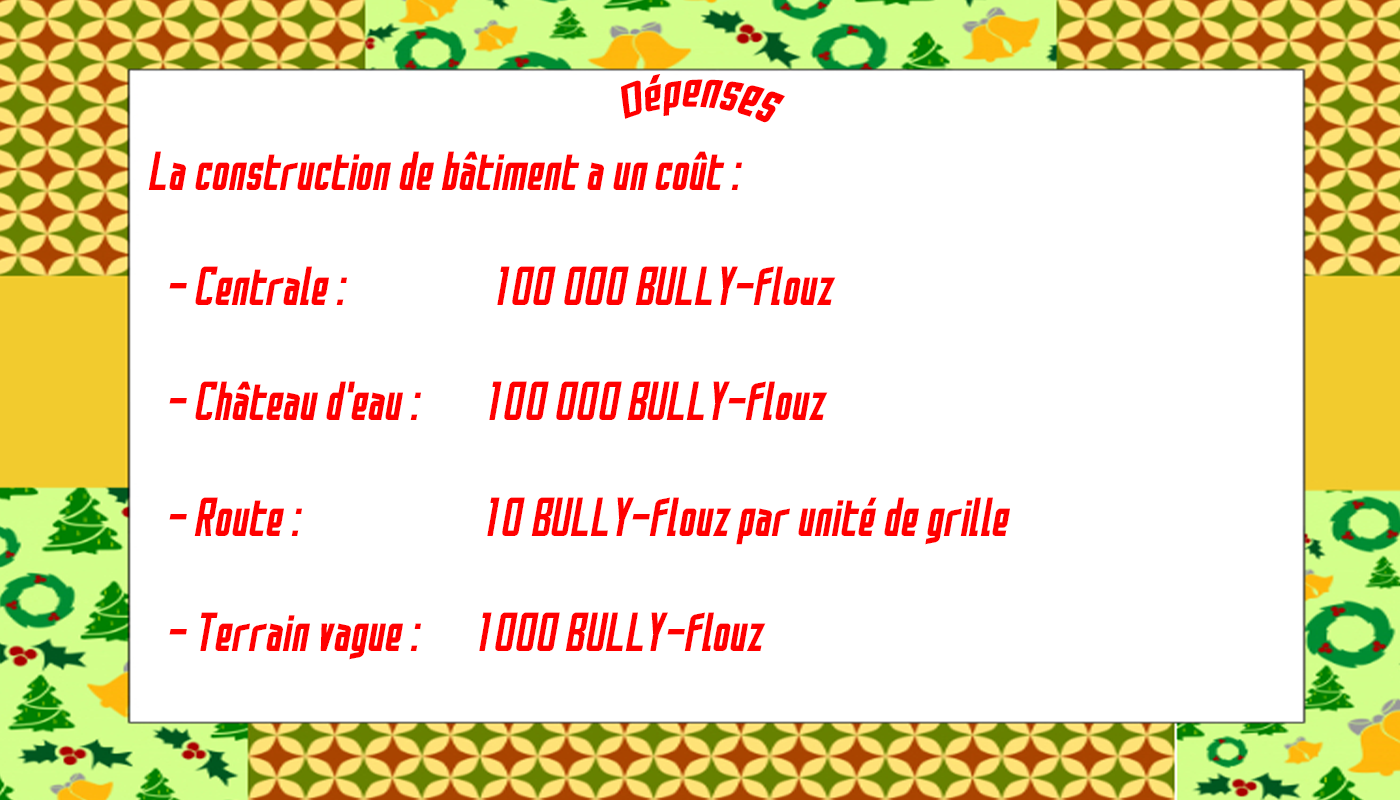 Dépenses
La construction de bâtiment a un coût :
- Centrale : 100 000 BULLY-flouz
- Château d'eau : 100 000 BULLY-flouz
- Route : 10 BULLY-flouz par unité de grille
- Terrain vague : 1000 BULLY-flouz